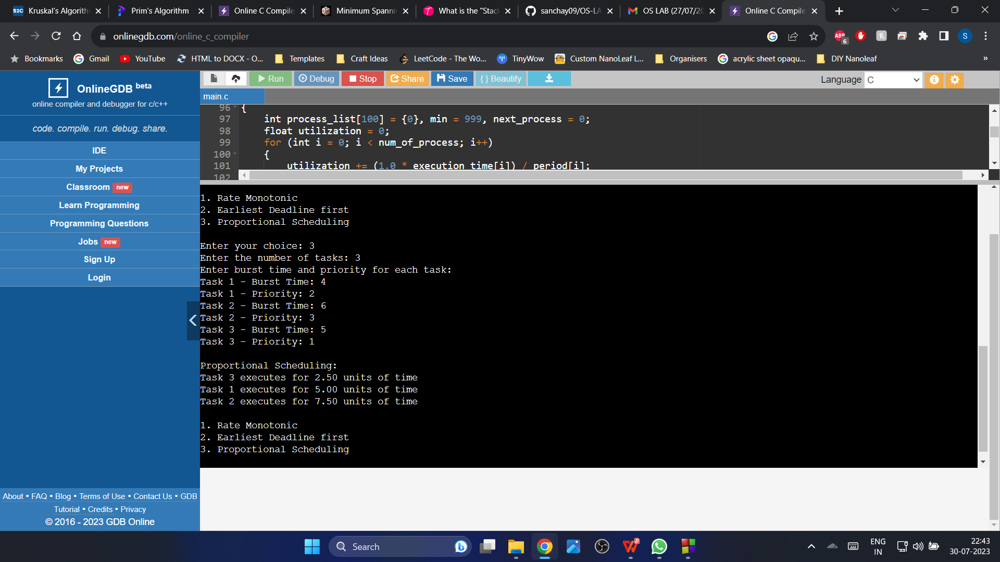 Kruskal's Algorith
Prim's Algorithm
Online C Compile
Minimum Spannin
What is the "Stack
sanchay09/OS-LA
OS LAB (27/07/20
Online C Compile
onlinegdb.com/online_c_compiler
ABP
6
S
Bookmarks
Gmail
YouTube
HTML to DOCX - O...
Templates
Craft Ideas
LeetCode - The Wo...
TinyWow
Custom NanoLeaf L...
Organisers
acrylic sheet opaqu...
DIY Nanoleaf
»
OnlineGDB beta
online compiler and debugger for c/c++
code. compile. run. debug. share.
IDE
My Projects
Classroom new
Learn Programming
Programming Questions
Jobs new
Sign Up
Login
About • FAQ • Blog • Terms of Use • Contact Us • GDB
Tutorial • Credits • Privacy
© 2016 - 2023 GDB Online
Run
Debug
Stop
Share
Save
{ } Beautify
Language C
main.c
96 {
97 int process_list[100] = {0}, min = 999, next_process = 0;
98 float utilization = 0;
99 for (int i = 0; i < num_of_process; i++)
100 {
101 utilization += (1.0 * execution_time[i]) / period[i];
102
1. Rate Monotonic
2. Earliest Deadline first
3. Proportional Scheduling
Enter your choice: 3
Enter the number of tasks: 3
Enter burst time and priority for each task:
Task 1 - Burst Time: 4
Task 1 - Priority: 2
Task 2 - Burst Time: 6
Task 2 - Priority: 3
Task 3 - Burst Time: 5
Task 3 - Priority: 1
Proportional Scheduling:
Task 3 executes for 2.50 units of time
Task 1 executes for 5.00 units of time
Task 2 executes for 7.50 units of time
1. Rate Monotonic
2. Earliest Deadline first
3. Proportional Scheduling
Search
ENG
IN
22:43
30-07-2023